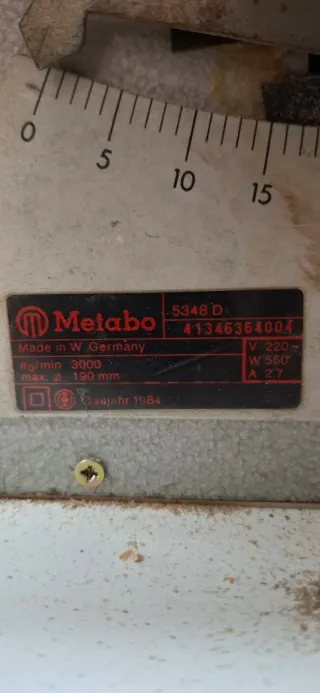 0 5 10 15
Metabo
5348 D
41346364004
Made in W. Germany
V 220~
n₀/min 3000
W 560
max. ø 190 mm
A 2,7
Baujahr 1984